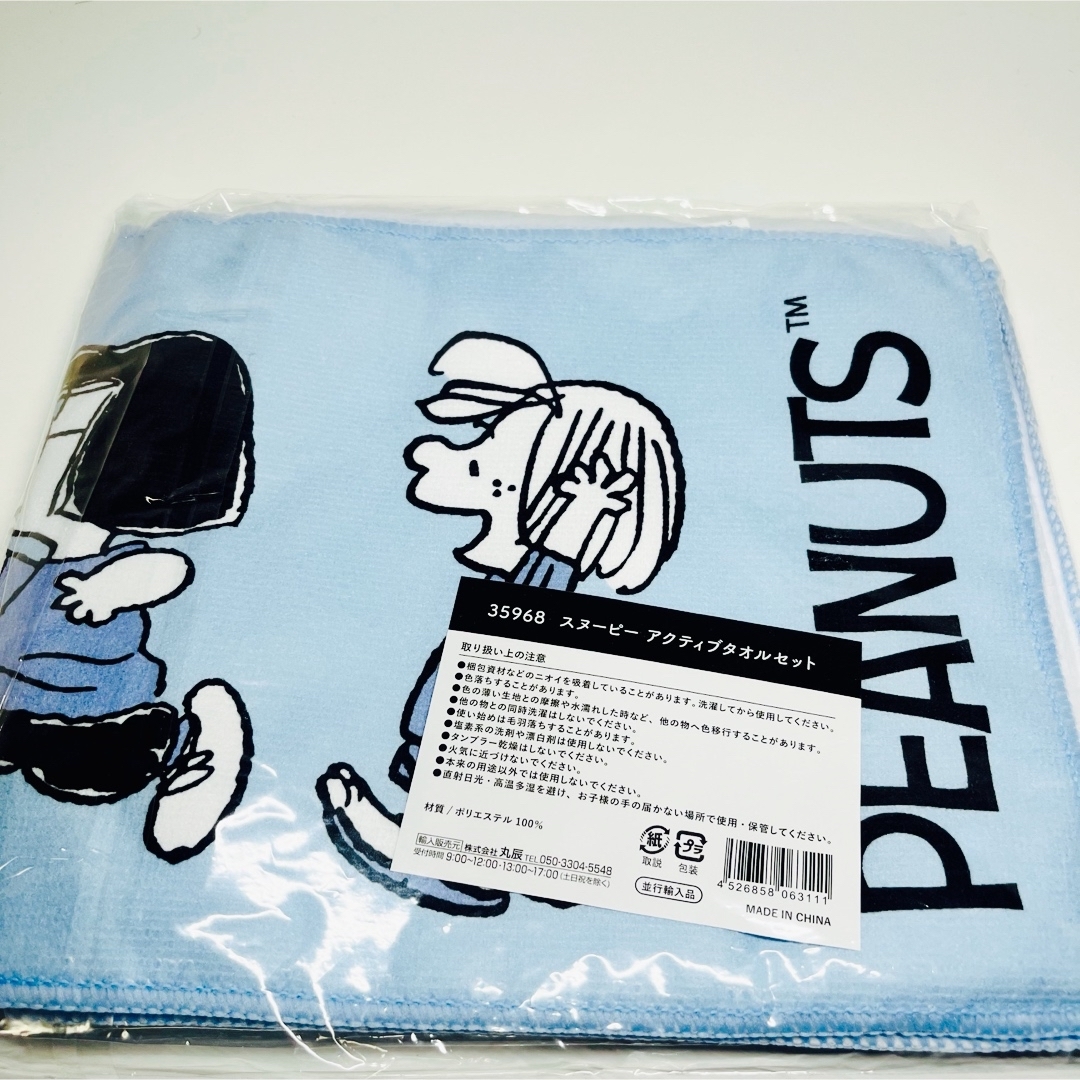 PEANUTS™
35968 スヌーピー アクティブタオルセット
取り扱い上の注意
●梱包資材などのニオイを吸着していることがあります。洗濯してから使用してください。
●色落ちすることがあります。
●色の薄い生地との摩擦や水濡れした時など、他の物へ色移行することがあります。
●他の物との同時洗濯はしないでください。
●使い始めは毛羽落ちすることがあります。
●塩素系の洗剤や漂白剤は使用しないでください。
●タンブラー乾燥はしないでください。
●火気に近づけないでください。
●本来の用途以外では使用しないでください。
●直射日光・高温多湿を避け、お子様の手の届かない場所で使用・保管してください。
材質 / ポリエステル 100%
輸入販売元 株式会社 丸辰 TEL 050-3304-5548
受付時間 9:00~12:00・13:00~17:00 (土日祝を除く)
紙 プラ
取説 包装
並行輸入品
4 526858 063111
MADE IN CHINA